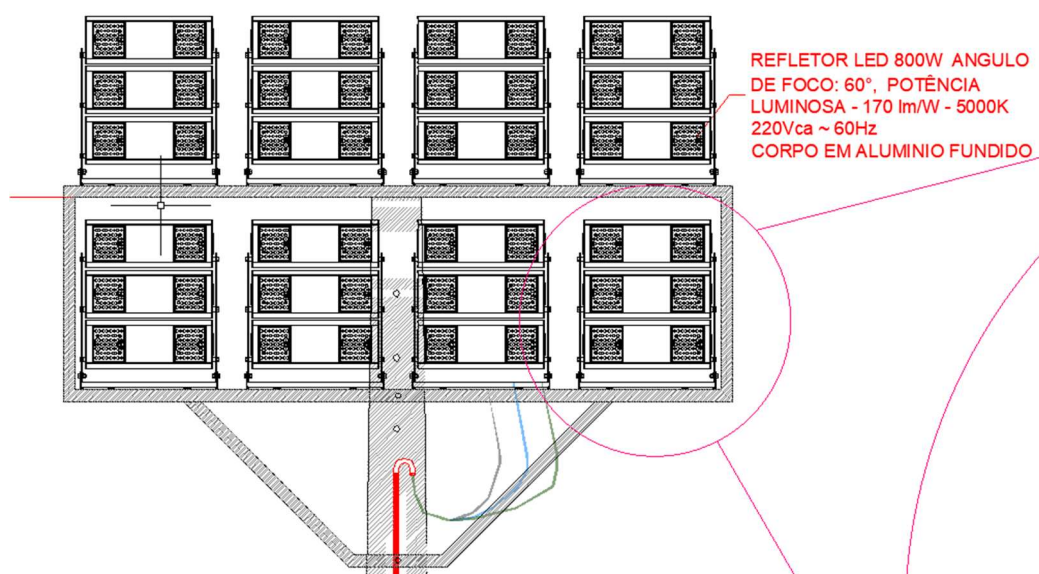 REFLETOR LED 800W ANGULO
DE FOCO: 60°, POTÊNCIA
LUMINOSA - 170 lm/W - 5000K
220Vca ~ 60Hz
CORPO EM ALUMINIO FUNDIDO